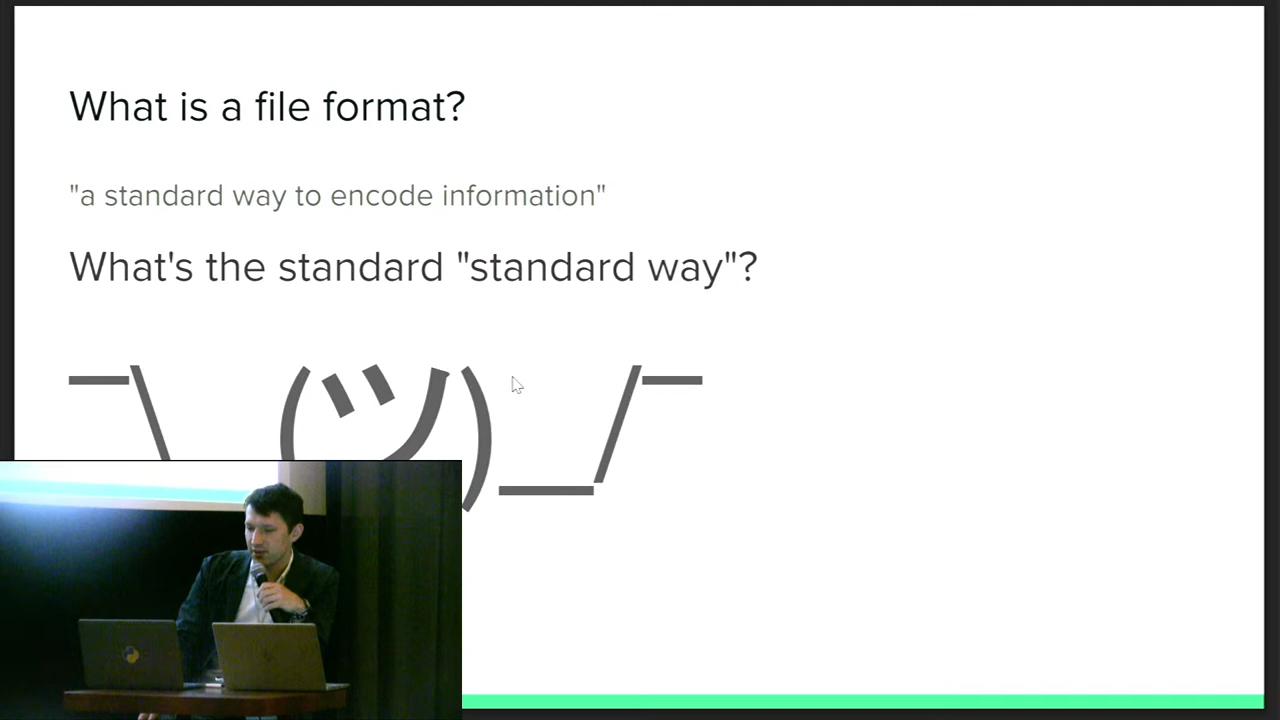 What is a file format?
"a standard way to encode information"
What's the standard "standard way"?
¯\_(ツ)_/¯